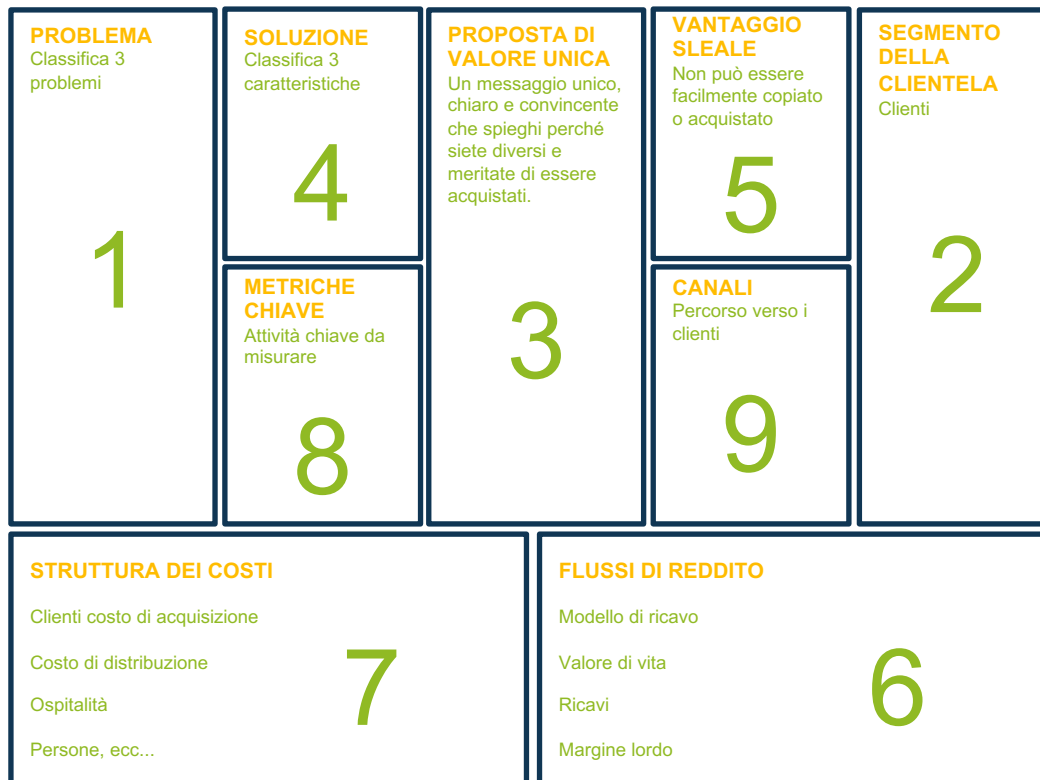 PROBLEMA
Classifica 3
problemi
1
SOLUZIONE
Classifica 3
caratteristiche
4
METRICHE
CHIAVE
Attività chiave da
misurare
8
PROPOSTA DI
VALORE UNICA
Un messaggio unico,
chiaro e convincente
che spieghi perché
siete diversi e
meritate di essere
acquistati.
3
VANTAGGIO
SLEALE
Non può essere
facilmente copiato
o acquistato
5
CANALI
Percorso verso i
clienti
9
SEGMENTO
DELLA
CLIENTELA
Clienti
2
STRUTTURA DEI COSTI
Clienti costo di acquisizione
Costo di distribuzione
Ospitalità
Persone, ecc...
7
FLUSSI DI REDDITO
Modello di ricavo
Valore di vita
Ricavi
Margine lordo
6